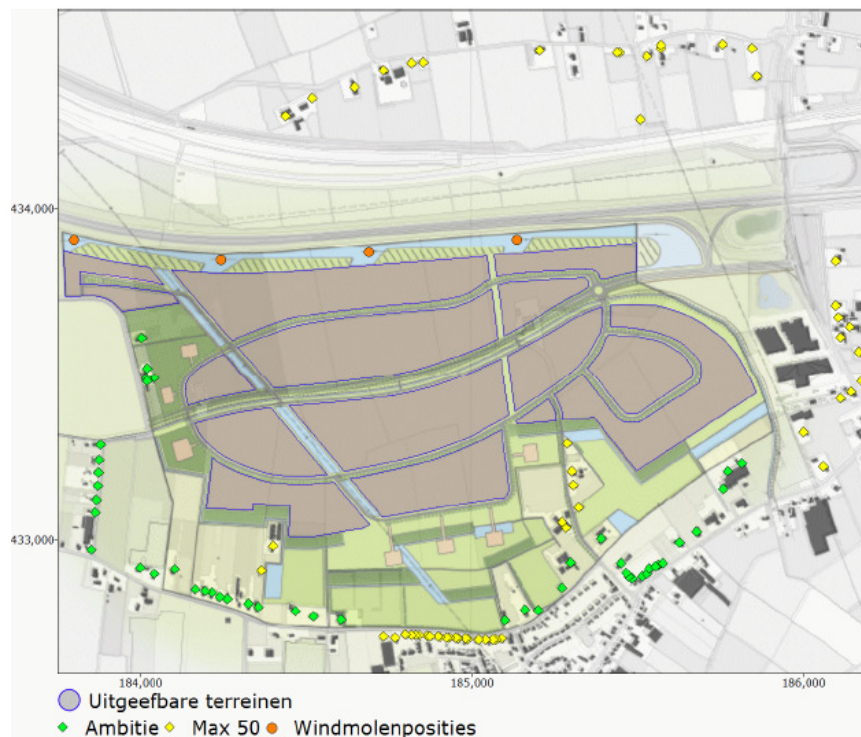 434,000
433,000
184,000 185,000 186,000
Uitgeefbare terreinen
Ambitie Max 50 Windmolenposities